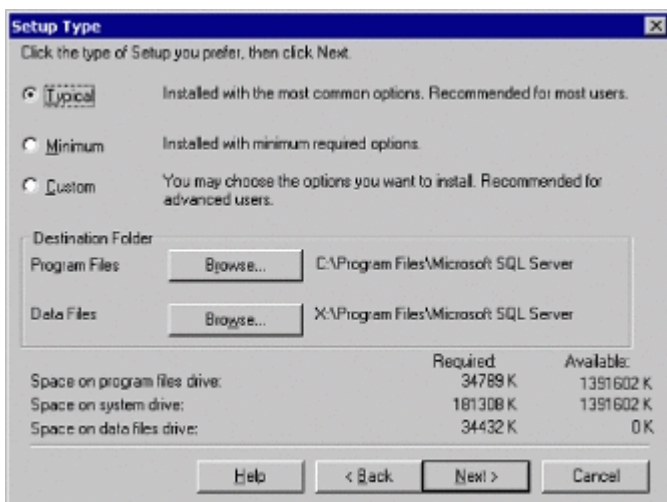 Setup Type
Click the type of Setup you prefer, then click Next.
Typical Installed with the most common options. Recommended for most users.
Minimum Installed with minimum required options.
Custom You may choose the options you want to install. Recommended for
advanced users.
Destination Folder
Program Files Browse... C:\Program Files\Microsoft SQL Server
Data Files Browse... X:\Program Files\Microsoft SQL Server
Required: Available:
Space on program files drive: 34789 K 1391602 K
Space on system drive: 181308 K 1391602 K
Space on data files drive: 34432 K 0 K
Help < Back Next > Cancel